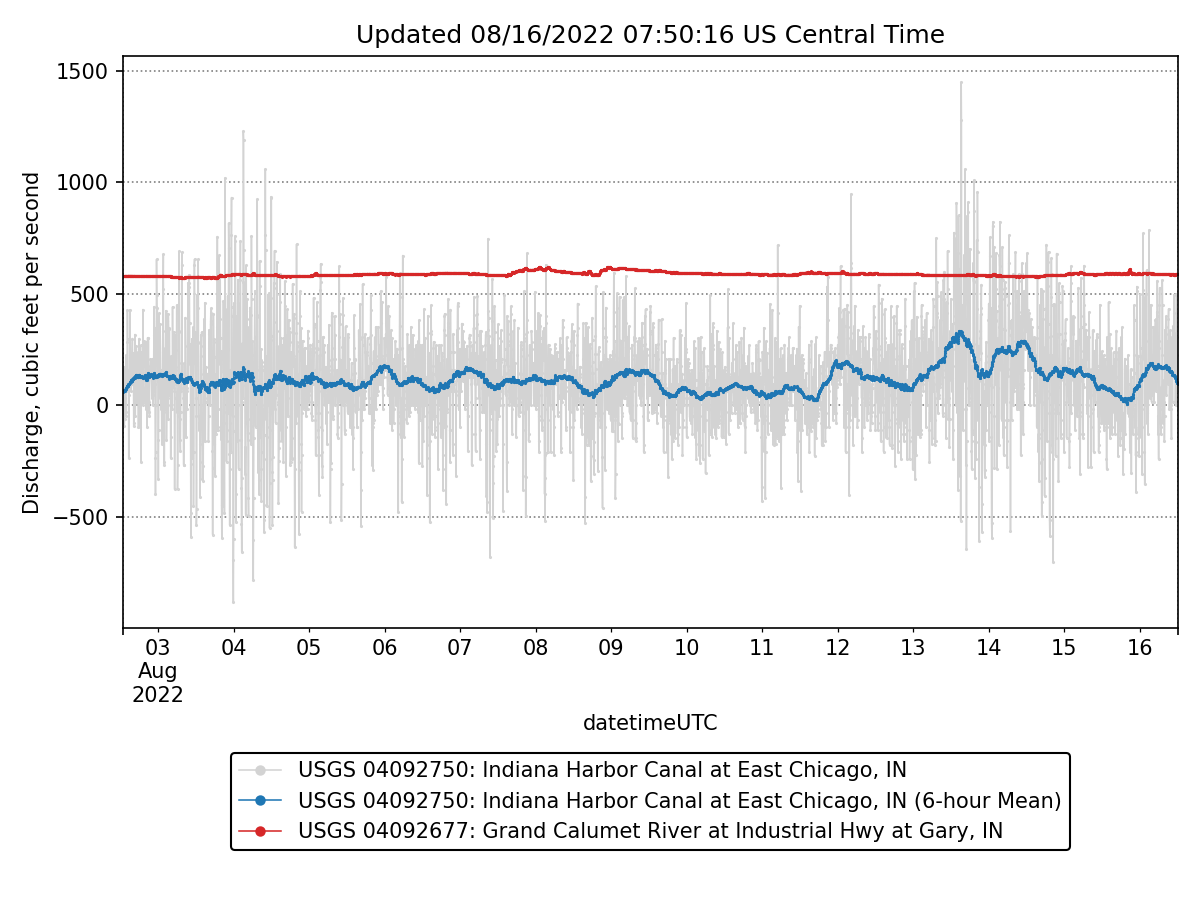 Updated 08/16/2022 07:50:16 US Central Time
1500
1000
500
0
−500
Discharge, cubic feet per second
03 04 05 06 07 08 09 10 11 12 13 14 15 16
Aug
2022
datetimeUTC
USGS 04092750: Indiana Harbor Canal at East Chicago, IN
USGS 04092750: Indiana Harbor Canal at East Chicago, IN (6-hour Mean)
USGS 04092677: Grand Calumet River at Industrial Hwy at Gary, IN